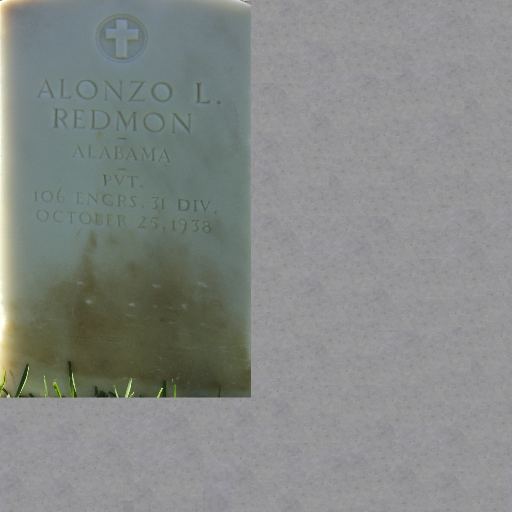 ALONZO L.
REDMON
ALABAMA
PVT.
106 ENGRS. 31 DIV.
OCTOBER 25, 1938